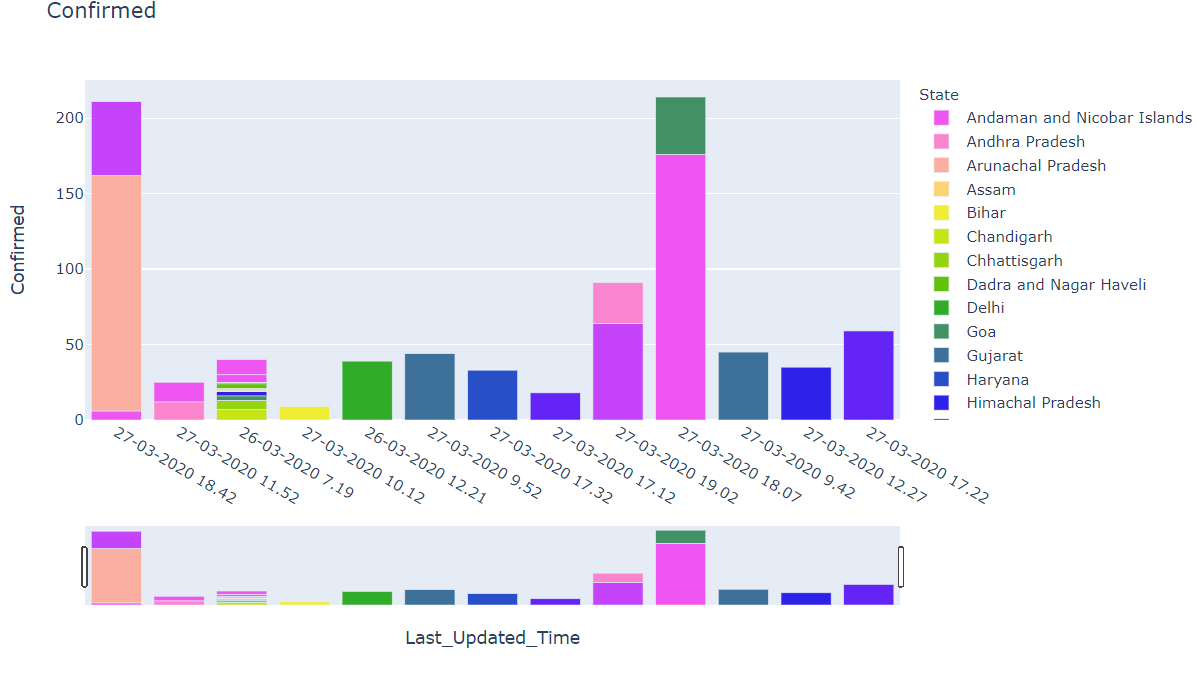 Confirmed
Confirmed
200
150
100
50
0
27-03-2020 18.42
27-03-2020 11.52
26-03-2020 7.19
27-03-2020 10.12
26-03-2020 12.21
27-03-2020 9.52
27-03-2020 17.32
27-03-2020 17.12
27-03-2020 19.02
27-03-2020 18.07
27-03-2020 9.42
27-03-2020 12.27
27-03-2020 17.22
Last_Updated_Time
State
Andaman and Nicobar Islands
Andhra Pradesh
Arunachal Pradesh
Assam
Bihar
Chandigarh
Chhattisgarh
Dadra and Nagar Haveli
Delhi
Goa
Gujarat
Haryana
Himachal Pradesh